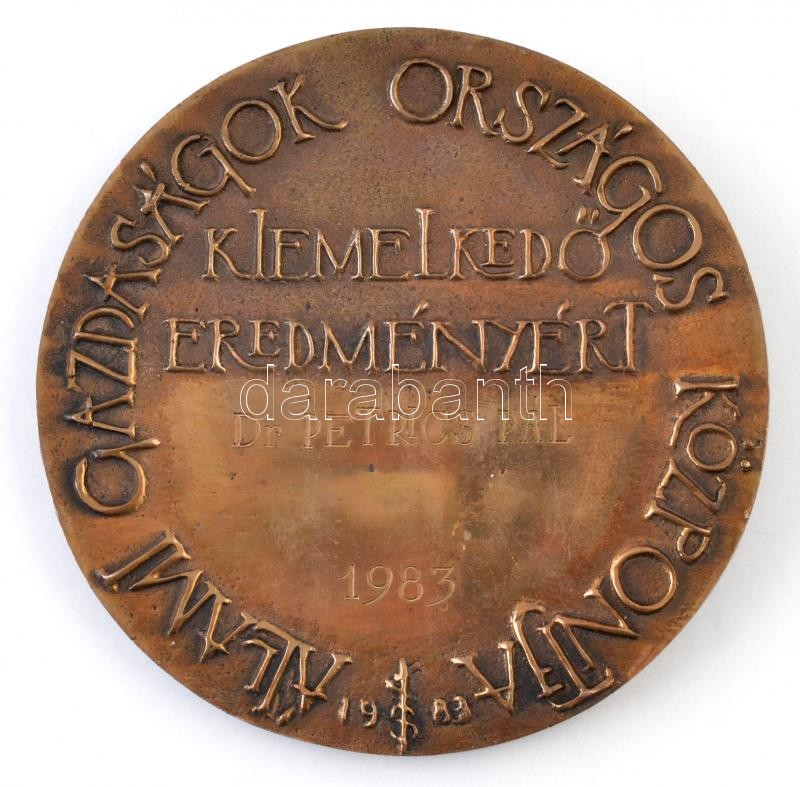 ÁLLAMI GAZDASÁGOK ORSZÁGOS KÖZPONTJA
KIEMELKEDŐ
EREDMÉNYÉRT
darabanth
Dr PETRICS PÁL
1983
19 83